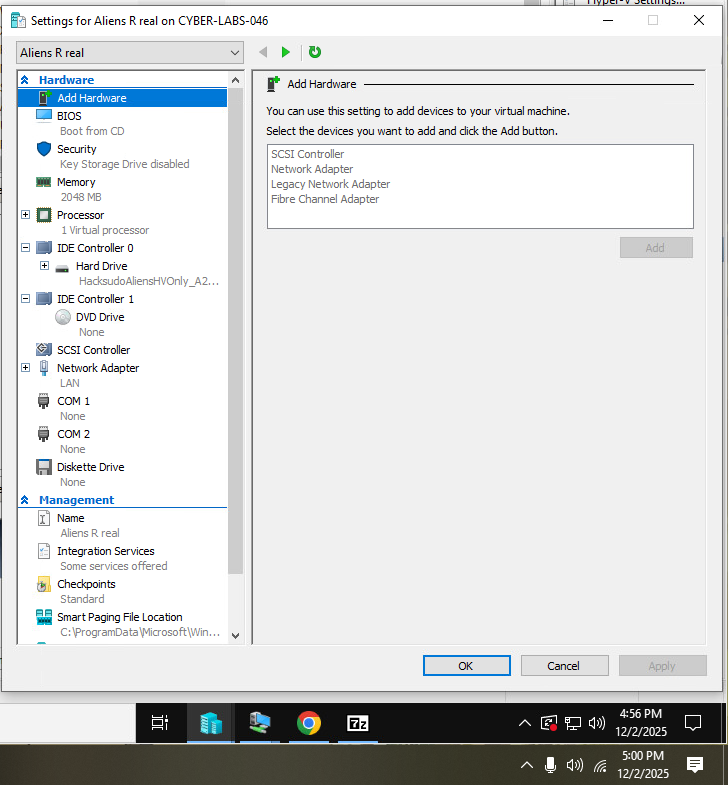 Hyper-V Settings...
Settings for Aliens R real on CYBER-LABS-046
Aliens R real
Hardware
Add Hardware
BIOS
Boot from CD
Security
Key Storage Drive disabled
Memory
2048 MB
Processor
1 Virtual processor
IDE Controller 0
Hard Drive
HacksudoAliensHVOnly_A2...
IDE Controller 1
DVD Drive
None
SCSI Controller
Network Adapter
LAN
COM 1
None
COM 2
None
Diskette Drive
None
Management
Name
Aliens R real
Integration Services
Some services offered
Checkpoints
Standard
Smart Paging File Location
C:\ProgramData\Microsoft\Win...
Add Hardware
You can use this setting to add devices to your virtual machine.
Select the devices you want to add and click the Add button.
SCSI Controller
Network Adapter
Legacy Network Adapter
Fibre Channel Adapter
Add
OK
Cancel
Apply
7z
4:56 PM
12/2/2025
5:00 PM
12/2/2025